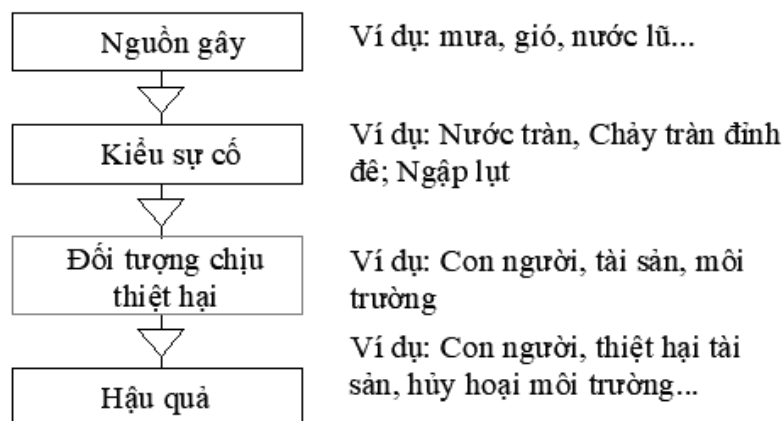 Nguồn gây
Ví dụ: mưa, gió, nước lũ...
Kiểu sự cố
Ví dụ: Nước tràn, Chảy tràn đỉnh
đê; Ngập lụt
Đối tượng chịu
thiệt hại
Ví dụ: Con người, tài sản, môi
trường
Hậu quả
Ví dụ: Con người, thiệt hại tài
sản, hủy hoại môi trường...